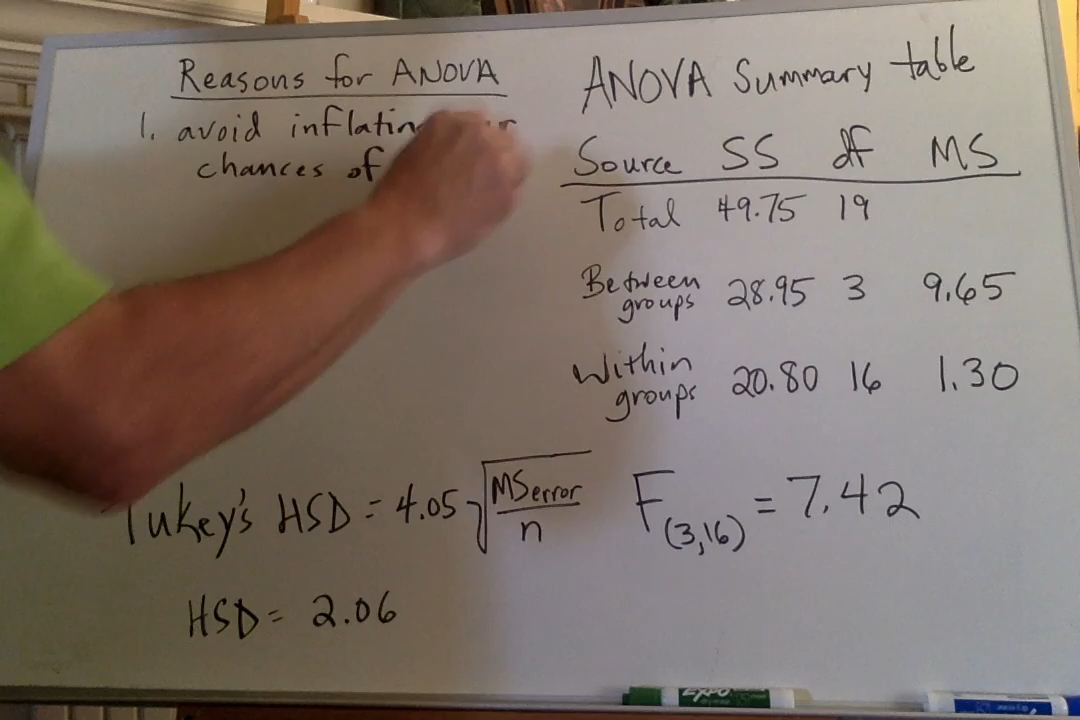 Reasons for ANOVA
1. avoid inflating
chances of
ANOVA Summary table
Source SS df MS
Total 49.75 19
Between groups 28.95 3 9.65
Within groups 20.80 16 1.30
Tukey's HSD = 4.05 √ MSerror / n
F(3,16) = 7.42
HSD = 2.06
EXPO